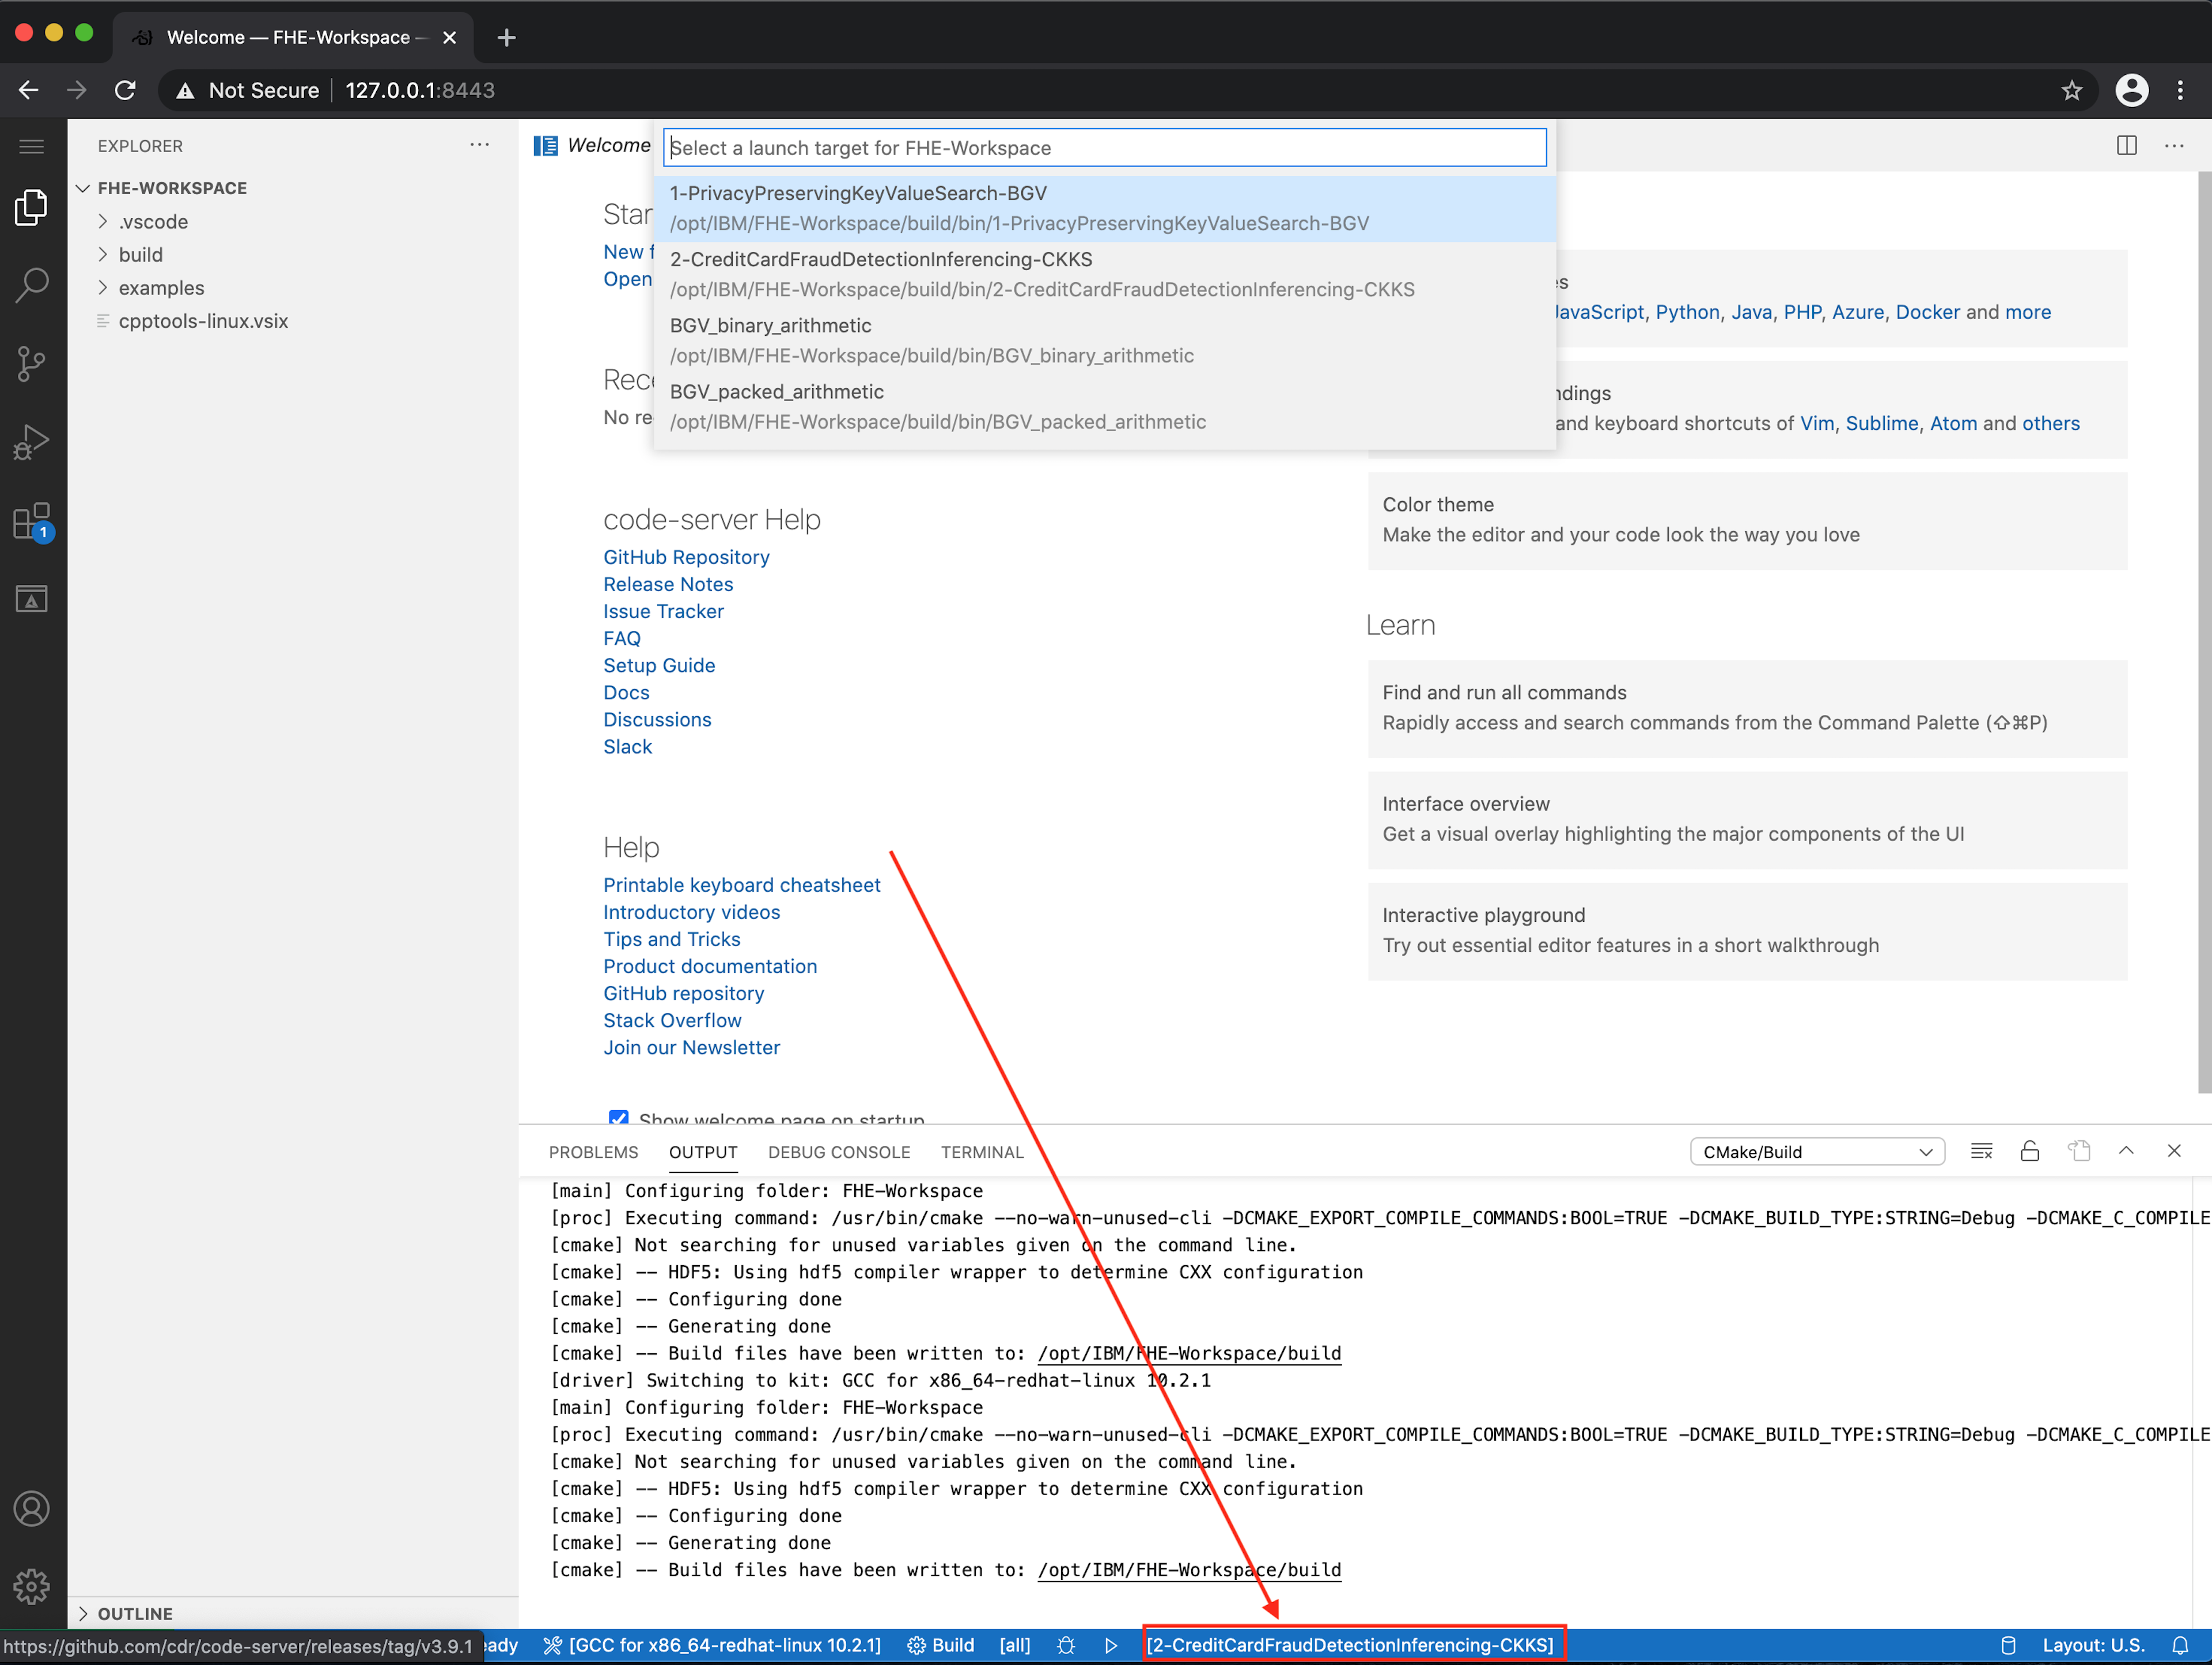 Welcome — FHE-Workspace —
Not Secure | 127.0.0.1:8443
EXPLORER
FHE-WORKSPACE
.vscode
build
examples
cpptools-linux.vsix
OUTLINE
1
Welcome
Select a launch target for FHE-Workspace
1-PrivacyPreservingKeyValueSearch-BGV
/opt/IBM/FHE-Workspace/build/bin/1-PrivacyPreservingKeyValueSearch-BGV
2-CreditCardFraudDetectionInferencing-CKKS
/opt/IBM/FHE-Workspace/build/bin/2-CreditCardFraudDetectionInferencing-CKKS
BGV_binary_arithmetic
/opt/IBM/FHE-Workspace/build/bin/BGV_binary_arithmetic
BGV_packed_arithmetic
/opt/IBM/FHE-Workspace/build/bin/BGV_packed_arithmetic
Star
New f
Open
Rece
No re
code-server Help
GitHub Repository
Release Notes
Issue Tracker
FAQ
Setup Guide
Docs
Discussions
Slack
Help
Printable keyboard cheatsheet
Introductory videos
Tips and Tricks
Product documentation
GitHub repository
Stack Overflow
Join our Newsletter
Show welcome page on startup
es
JavaScript, Python, Java, PHP, Azure, Docker and more
ndings
and keyboard shortcuts of Vim, Sublime, Atom and others
Color theme
Make the editor and your code look the way you love
Learn
Find and run all commands
Rapidly access and search commands from the Command Palette (⇧⌘P)
Interface overview
Get a visual overlay highlighting the major components of the UI
Interactive playground
Try out essential editor features in a short walkthrough
PROBLEMS OUTPUT DEBUG CONSOLE TERMINAL CMake/Build
[main] Configuring folder: FHE-Workspace
[proc] Executing command: /usr/bin/cmake --no-warn-unused-cli -DCMAKE_EXPORT_COMPILE_COMMANDS:BOOL=TRUE -DCMAKE_BUILD_TYPE:STRING=Debug -DCMAKE_C_COMPILE
[cmake] Not searching for unused variables given on the command line.
[cmake] -- HDF5: Using hdf5 compiler wrapper to determine CXX configuration
[cmake] -- Configuring done
[cmake] -- Generating done
[cmake] -- Build files have been written to: /opt/IBM/FHE-Workspace/build
[driver] Switching to kit: GCC for x86_64-redhat-linux 10.2.1
[main] Configuring folder: FHE-Workspace
[proc] Executing command: /usr/bin/cmake --no-warn-unused-cli -DCMAKE_EXPORT_COMPILE_COMMANDS:BOOL=TRUE -DCMAKE_BUILD_TYPE:STRING=Debug -DCMAKE_C_COMPILE
[cmake] Not searching for unused variables given on the command line.
[cmake] -- HDF5: Using hdf5 compiler wrapper to determine CXX configuration
[cmake] -- Configuring done
[cmake] -- Generating done
[cmake] -- Build files have been written to: /opt/IBM/FHE-Workspace/build
https://github.com/cdr/code-server/releases/tag/v3.9.1 eady [GCC for x86_64-redhat-linux 10.2.1] Build [all] [2-CreditCardFraudDetectionInferencing-CKKS] Layout: U.S.